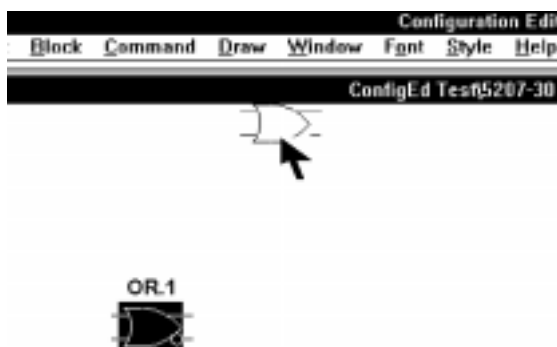 Configuration Edi
: Block Command Draw Window Font Style Help
ConfigEd Test\5207-30
OR.1